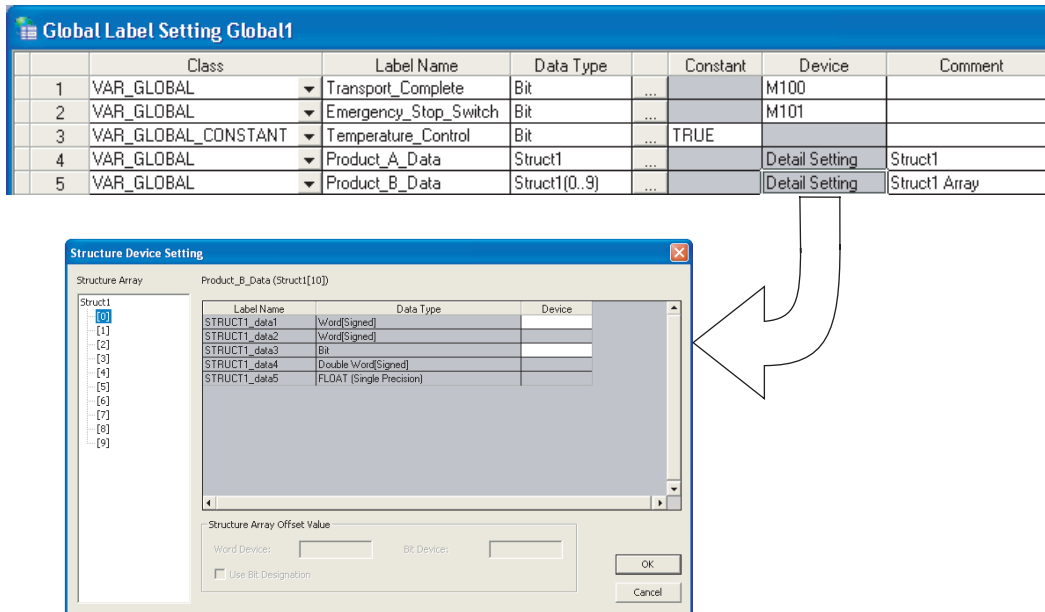 Global Label Setting Global1
Class Label Name Data Type Constant Device Comment
1 VAR_GLOBAL Transport_Complete Bit ... M100
2 VAR_GLOBAL Emergency_Stop_Switch Bit ... M101
3 VAR_GLOBAL_CONSTANT Temperature_Control Bit ... TRUE
4 VAR_GLOBAL Product_A_Data Struct1 ... Detail Setting Struct1
5 VAR_GLOBAL Product_B_Data Struct1(0..9) ... Detail Setting Struct1 Array
Structure Device Setting
Structure Array Product_B_Data (Struct1[10])
Struct1
[0]
[1]
[2]
[3]
[4]
[5]
[6]
[7]
[8]
[9]
Label Name Data Type Device
STRUCT1_data1 Word[Signed]
STRUCT1_data2 Word[Signed]
STRUCT1_data3 Bit
STRUCT1_data4 Double Word[Signed]
STRUCT1_data5 FLOAT (Single Precision)
Structure Array Offset Value
Word Device: Bit Device:
Use Bit Designation
OK
Cancel